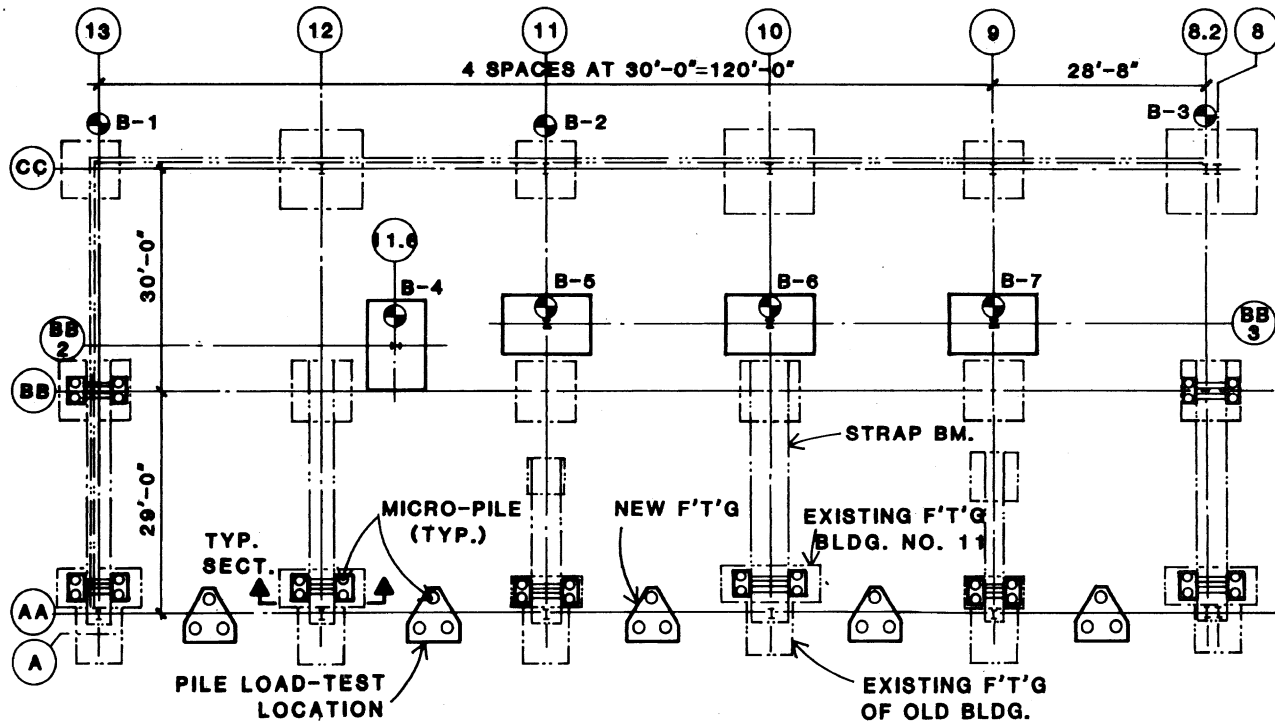 13
12
11
10
9
8.2
8
4 SPACES AT 30'-0"=120'-0"
28'-8"
B-1
B-2
B-3
CC
30'-0"
11.6
B-4
B-5
B-6
B-7
BB
2
BB
3
BB
STRAP BM.
29'-0"
MICRO-PILE
(TYP.)
NEW F'T'G
EXISTING F'T'G
BLDG. NO. 11
TYP.
SECT.
AA
A
PILE LOAD-TEST
LOCATION
EXISTING F'T'G
OF OLD BLDG.